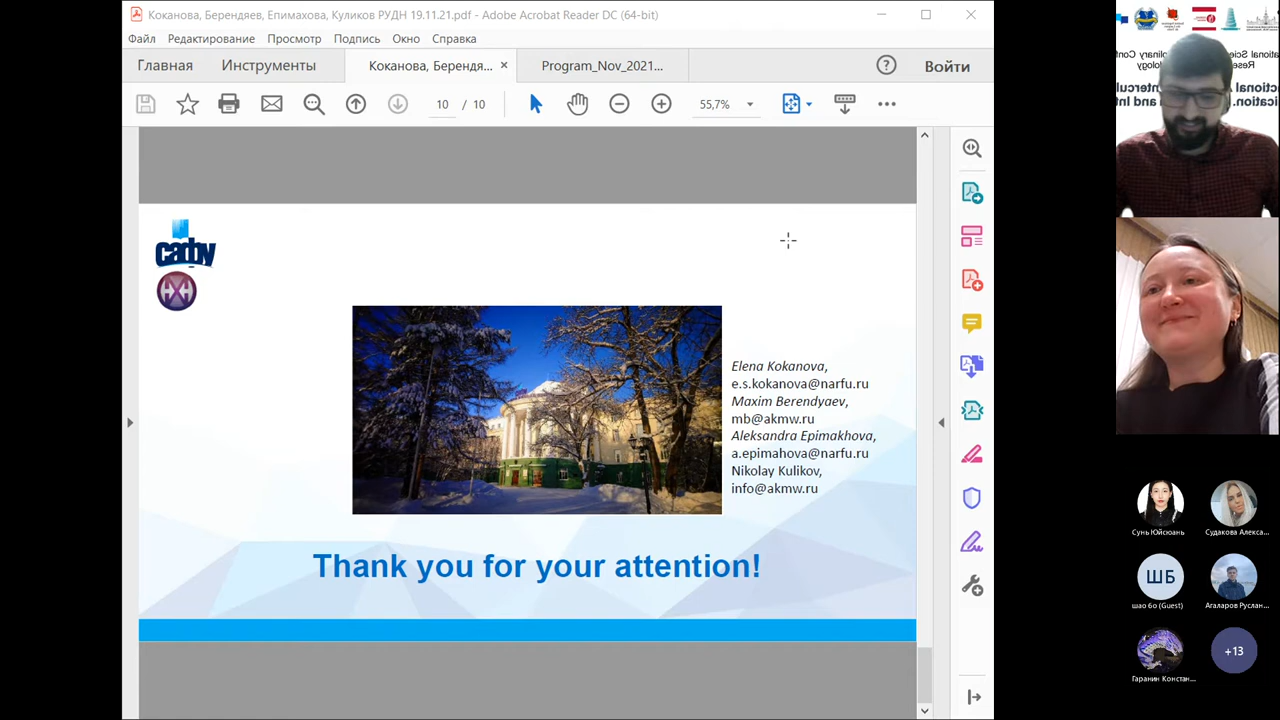 Коканова, Берендяев, Епимахова, Куликов РУДН 19.11.21.pdf - Adobe Acrobat Reader DC (64-bit)
Файл Редактирование Просмотр Подпись Окно Справка
Главная Инструменты Коканова, Берендяе... × Program_Nov_2021... Войти
10 / 10 55,7%
сафу
Elena Kokanova,
e.s.kokanova@narfu.ru
Maxim Berendyaev,
mb@akmw.ru
Aleksandra Epimakhova,
a.epimahova@narfu.ru
Nikolay Kulikov,
info@akmw.ru
Thank you for your attention!
Сунь Юйсюань
Судакова Алекса...
ШБ
шао бо (Guest)
Агаларов Руслан...
Гаранин Констан...
+13